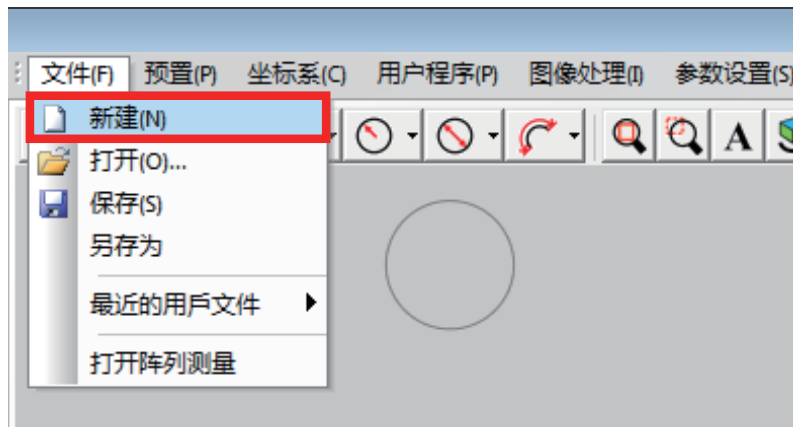 文件(F) 预置(P) 坐标系(C) 用户程序(P) 图像处理(I) 参数设置(S)
新建(N)
A
打开(O)...
保存(S)
另存为
最近的用戶文件
打开阵列测量